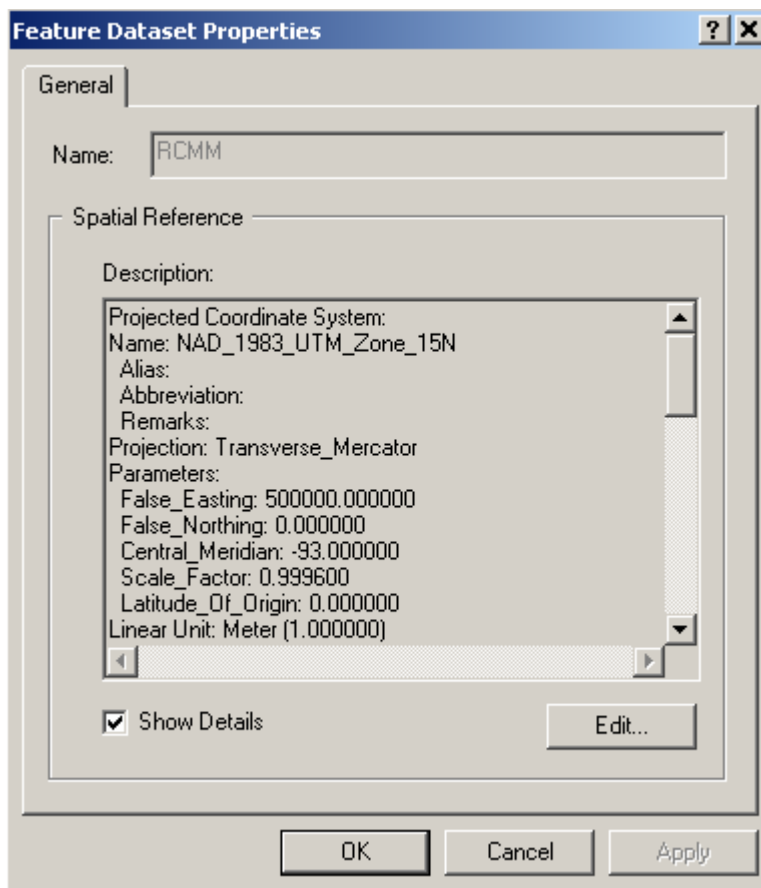 Feature Dataset Properties
General
Name: RCMM
Spatial Reference
Description:
Projected Coordinate System:
Name: NAD_1983_UTM_Zone_15N
Alias:
Abbreviation:
Remarks:
Projection: Transverse_Mercator
Parameters:
False_Easting: 500000.000000
False_Northing: 0.000000
Central_Meridian: -93.000000
Scale_Factor: 0.999600
Latitude_Of_Origin: 0.000000
Linear Unit: Meter (1.000000)
Show Details
Edit...
OK Cancel Apply